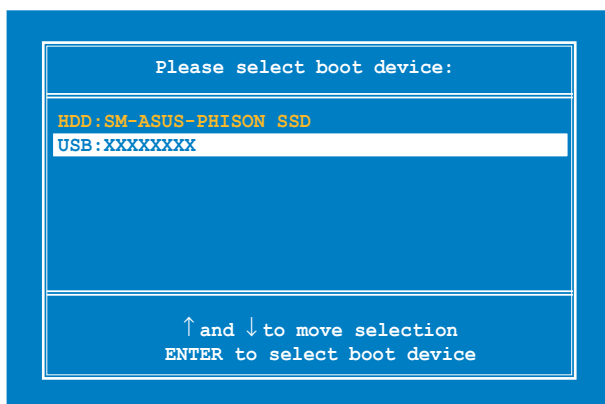 Please select boot device:
HDD:SM-ASUS-PHISON SSD
USB:XXXXXXXX
↑ and ↓ to move selection
ENTER to select boot device